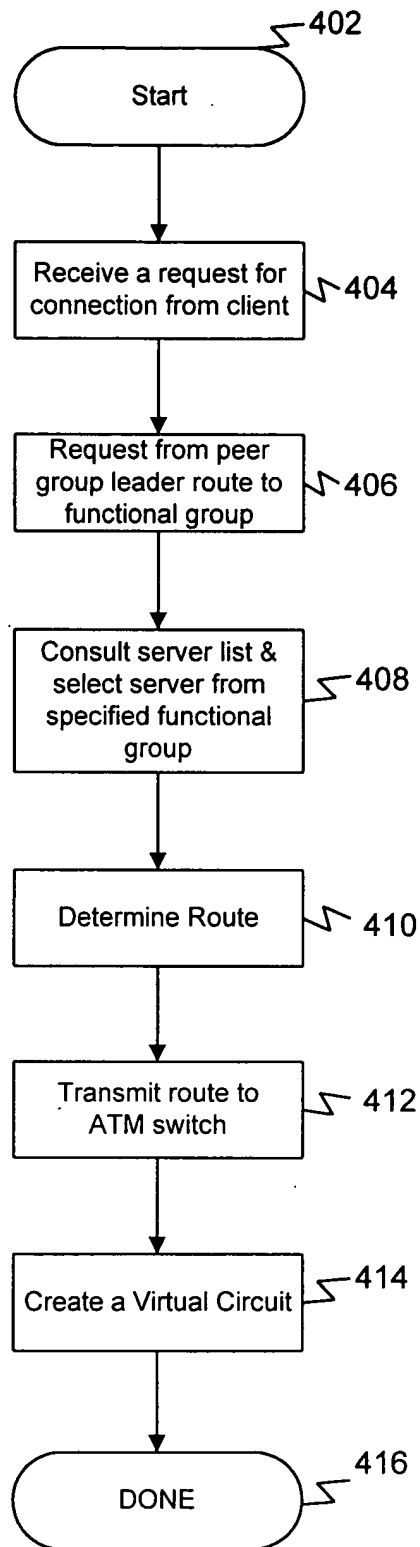 402
Start
Receive a request for
connection from client
404
Request from peer
group leader route to
functional group
406
Consult server list &
select server from
specified functional
group
408
Determine Route
410
Transmit route to
ATM switch
412
Create a Virtual Circuit
414
DONE
416